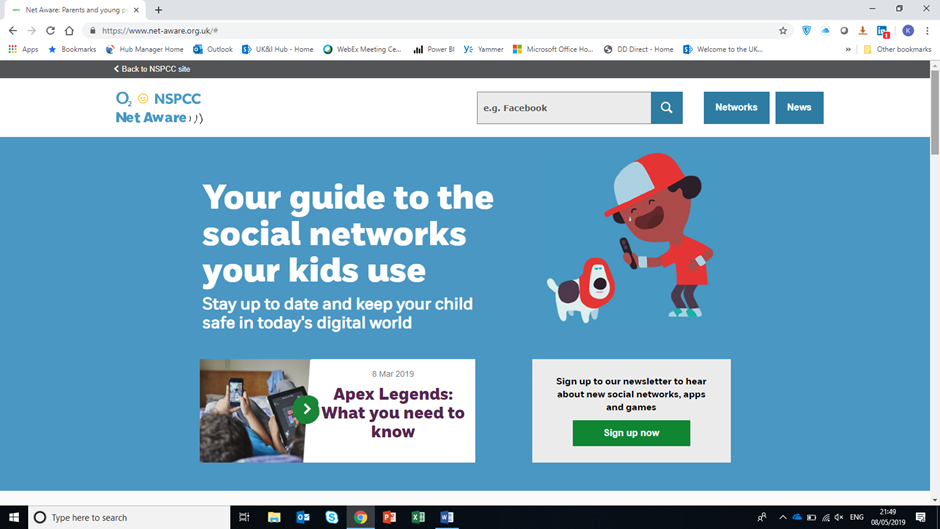 Net Aware: Parents and young p
https://www.net-aware.org.uk/#
K
1
Apps
Bookmarks
Hub Manager Home
Outlook
UK&I Hub - Home
WebEx Meeting Ce...
Power BI
Yammer
Microsoft Office Ho...
DD Direct - Home
Welcome to the UK...
»
Other bookmarks
Back to NSPCC site
O2 NSPCC
Net Aware
e.g. Facebook
Networks
News
Your guide to the
social networks
your kids use
Stay up to date and keep your child
safe in today's digital world
8 Mar 2019
Apex Legends:
What you need to
know
Sign up to our newsletter to hear
about new social networks, apps
and games
Sign up now
Type here to search
ENG
21:49
08/05/2019